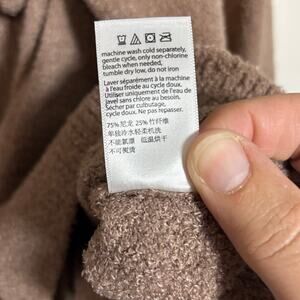 machine wash cold separately,
gentle cycle, only non-chlorine
bleach when needed,
tumble dry low, do not iron
Laver séparément à la machine
à l'eau froide au cycle doux.
Utiliser uniquement de l'eau de
javel sans chlore au besoin.
Sécher par culbutage,
cycle doux. Ne pas repasser.
75% 尼龙 25% 竹纤维
单独冷水轻柔机洗
不能氯漂 低温烘干
不可熨烫